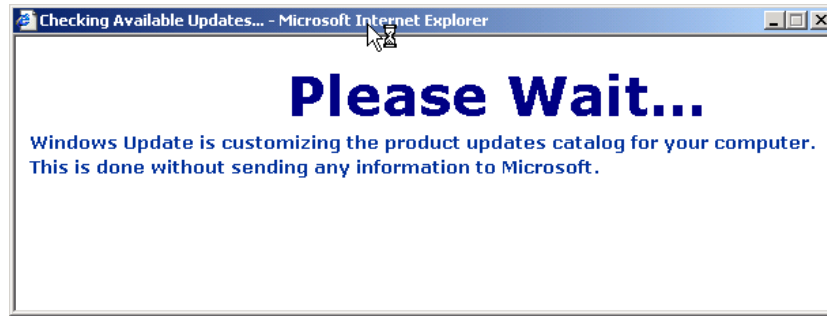 Checking Available Updates... - Microsoft Internet Explorer
Please Wait...
Windows Update is customizing the product updates catalog for your computer.
This is done without sending any information to Microsoft.